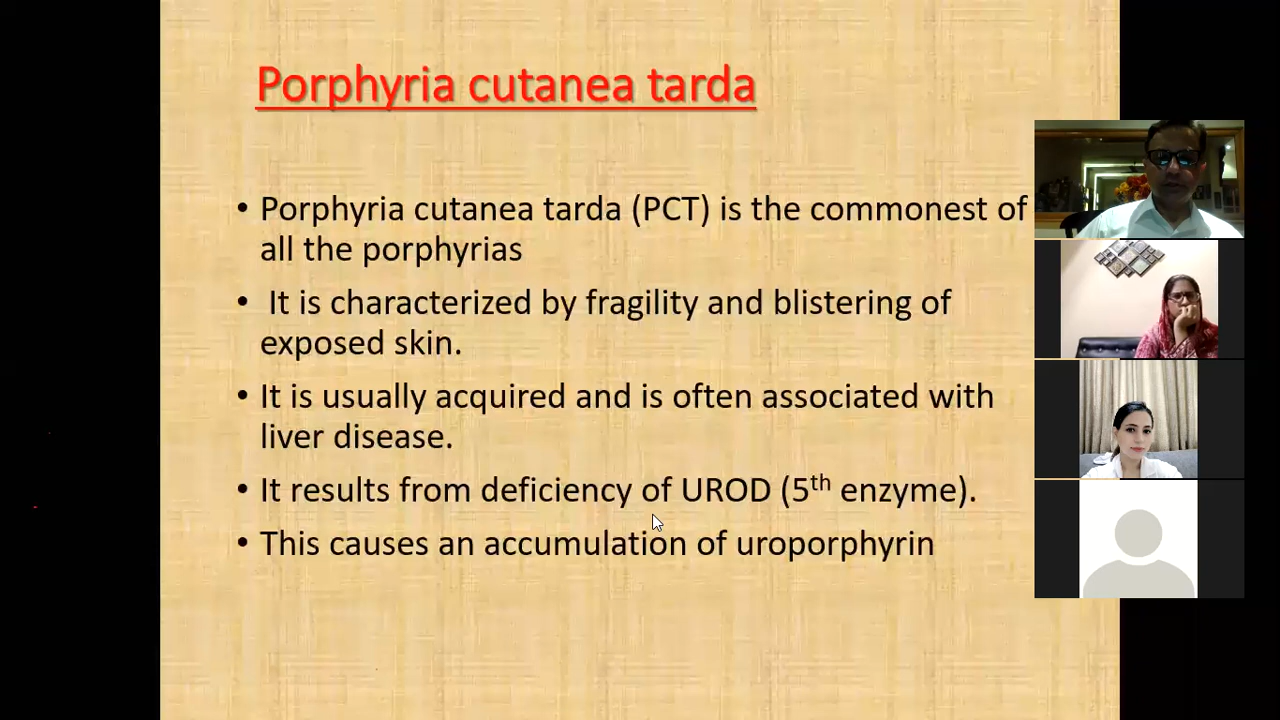 Porphyria cutanea tarda
• Porphyria cutanea tarda (PCT) is the commonest of
all the porphyrias
• It is characterized by fragility and blistering of
exposed skin.
• It is usually acquired and is often associated with
liver disease.
• It results from deficiency of UROD (5th enzyme).
• This causes an accumulation of uroporphyrin